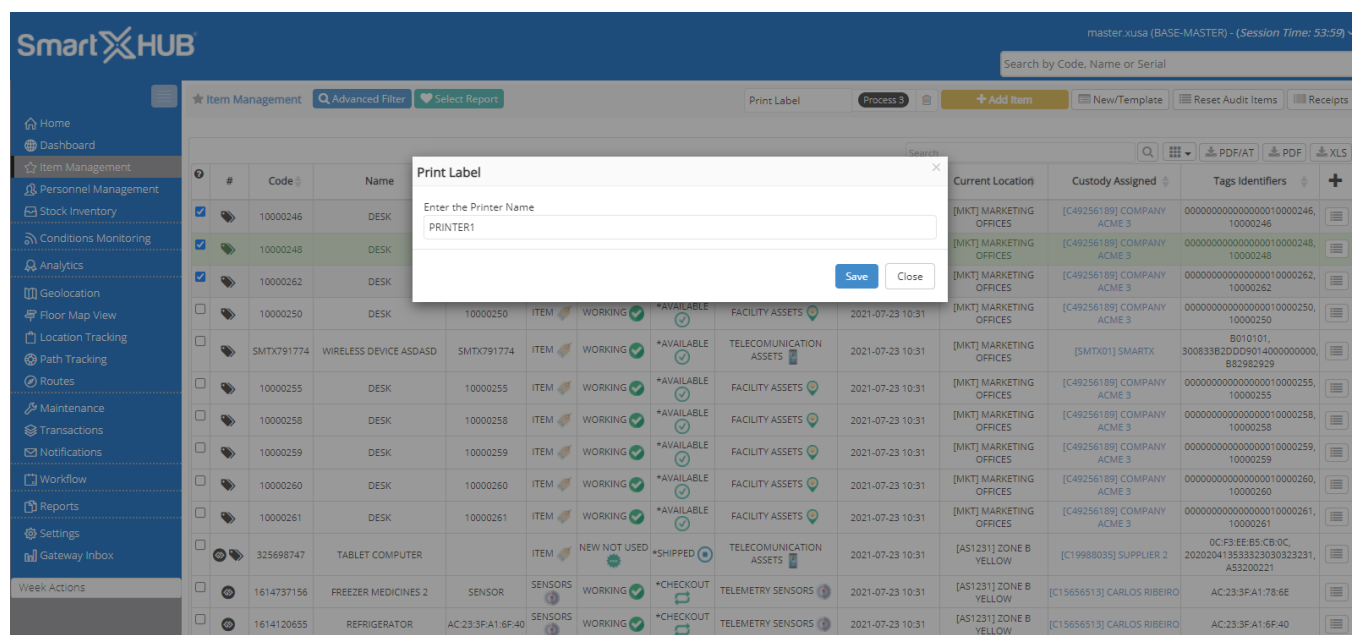 SmartXHUB
master.xusa (BASE-MASTER) - (Session Time: 53:59)
Search by Code, Name or Serial
Item Management Advanced Filter Select Report Print Label Process 3 Add Item New/Template Reset Audit Items Receipts
Home
Dashboard
Item Management
Personnel Management
Stock Inventory
Conditions Monitoring
Analytics
Geolocation
Floor Map View
Location Tracking
Path Tracking
Routes
Maintenance
Transactions
Notifications
Workflow
Reports
Settings
Gateway Inbox
Week Actions
Search PDF/AT PDF XLS
Print Label ×
Enter the Printer Name
PRINTER1
Save Close
# Code Name Current Location Custody Assigned Tags Identifiers +
10000246 DESK [MKT] MARKETING OFFICES [C49256189] COMPANY ACME 3 00000000000000010000246, 10000246
10000248 DESK [MKT] MARKETING OFFICES [C49256189] COMPANY ACME 3 00000000000000010000248, 10000248
10000262 DESK [MKT] MARKETING OFFICES [C49256189] COMPANY ACME 3 00000000000000010000262, 10000262
10000250 DESK 10000250 ITEM WORKING *AVAILABLE FACILITY ASSETS 2021-07-23 10:31 [MKT] MARKETING OFFICES [C49256189] COMPANY ACME 3 00000000000000010000250, 10000250
SMTX791774 WIRELESS DEVICE ASDASD SMTX791774 ITEM WORKING *AVAILABLE TELECOMUNICATION ASSETS 2021-07-23 10:31 [MKT] MARKETING OFFICES [SMTX01] SMARTX B010101, 300833B2DDD9014000000000, B82982929
10000255 DESK 10000255 ITEM WORKING *AVAILABLE FACILITY ASSETS 2021-07-23 10:31 [MKT] MARKETING OFFICES [C49256189] COMPANY ACME 3 00000000000000010000255, 10000255
10000258 DESK 10000258 ITEM WORKING *AVAILABLE FACILITY ASSETS 2021-07-23 10:31 [MKT] MARKETING OFFICES [C49256189] COMPANY ACME 3 00000000000000010000258, 10000258
10000259 DESK 10000259 ITEM WORKING *AVAILABLE FACILITY ASSETS 2021-07-23 10:31 [MKT] MARKETING OFFICES [C49256189] COMPANY ACME 3 00000000000000010000259, 10000259
10000260 DESK 10000260 ITEM WORKING *AVAILABLE FACILITY ASSETS 2021-07-23 10:31 [MKT] MARKETING OFFICES [C49256189] COMPANY ACME 3 00000000000000010000260, 10000260
10000261 DESK 10000261 ITEM WORKING *AVAILABLE FACILITY ASSETS 2021-07-23 10:31 [MKT] MARKETING OFFICES [C49256189] COMPANY ACME 3 00000000000000010000261, 10000261
325698747 TABLET COMPUTER ITEM NEW NOT USED *SHIPPED TELECOMUNICATION ASSETS 2021-07-23 10:31 [AS1231] ZONE B YELLOW [C19988035] SUPPLIER 2 0C:F3:EE:B5:CB:0C, A53200221
1614737156 FREEZER MEDICINES 2 SENSOR SENSORS WORKING *CHECKOUT TELEMETRY SENSORS 2021-07-23 10:31 [AS1231] ZONE B YELLOW [C15656513] CARLOS RIBEIRO AC:23:3F:A1:78:6E
1614120655 REFRIGERATOR AC:23:3F:A1:6F:40 SENSORS WORKING *CHECKOUT TELEMETRY SENSORS 2021-07-23 10:31 [AS1231] ZONE B YELLOW [C15656513] CARLOS RIBEIRO AC:23:3F:A1:6F:40